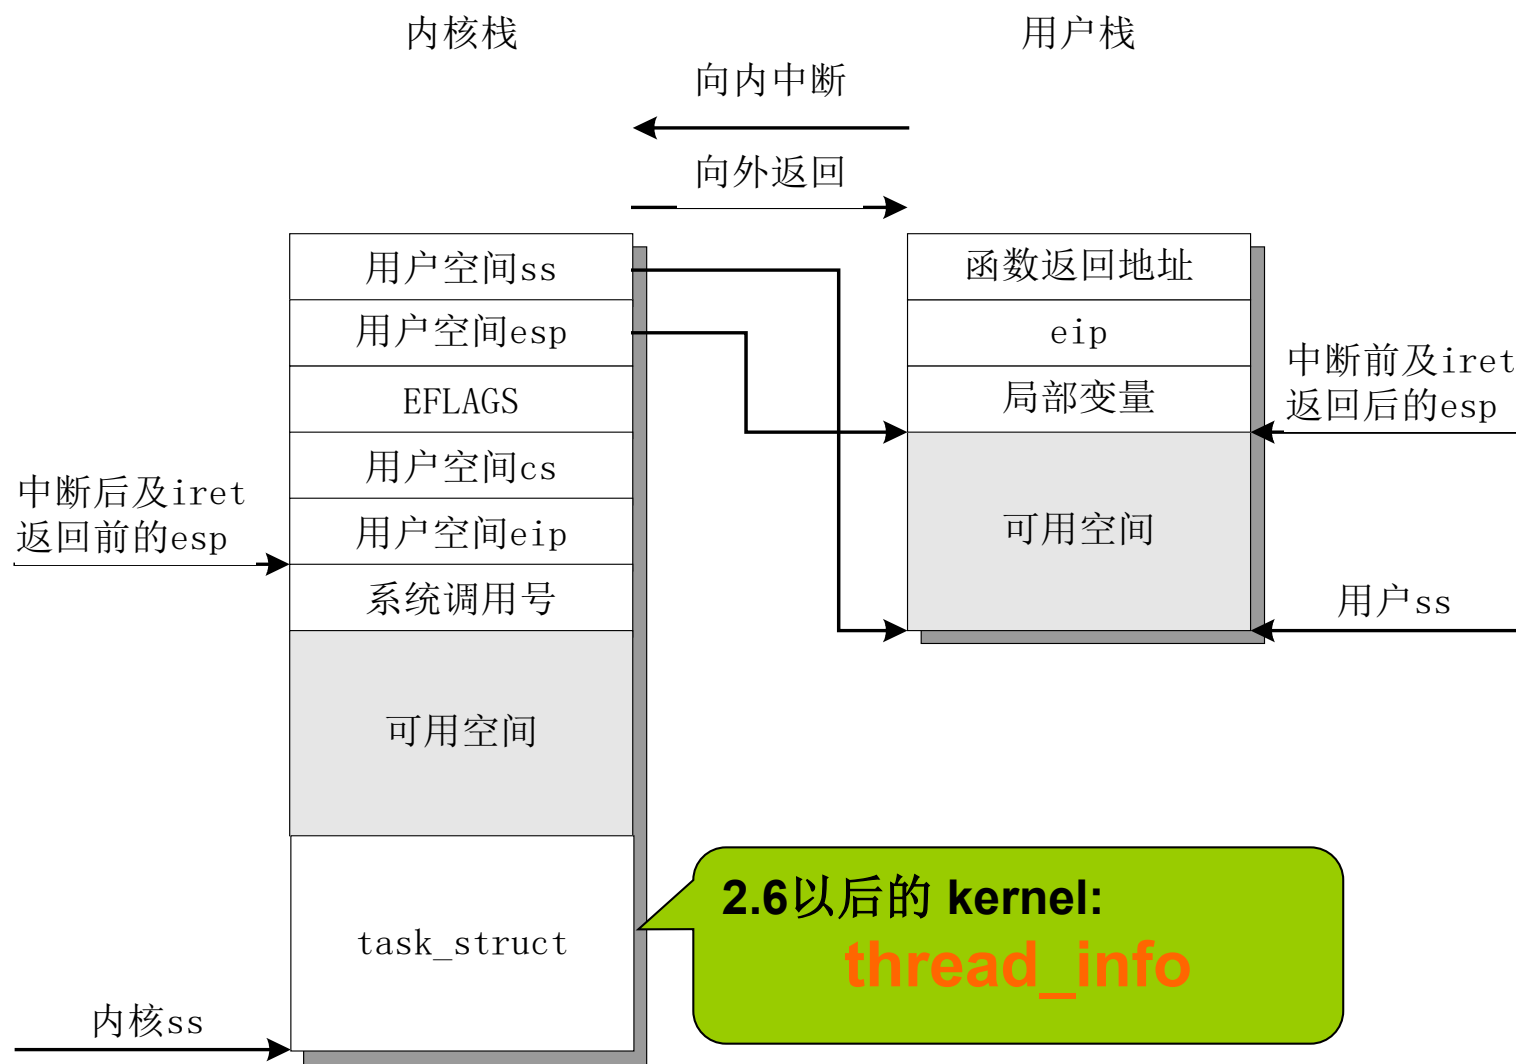 内核栈
用户栈
向内中断
向外返回
用户空间ss
用户空间esp
EFLAGS
用户空间cs
用户空间eip
系统调用号
可用空间
task_struct
中断后及iret
返回前的esp
内核ss
函数返回地址
eip
局部变量
可用空间
中断前及iret
返回后的esp
用户ss
2.6以后的 kernel:
thread_info